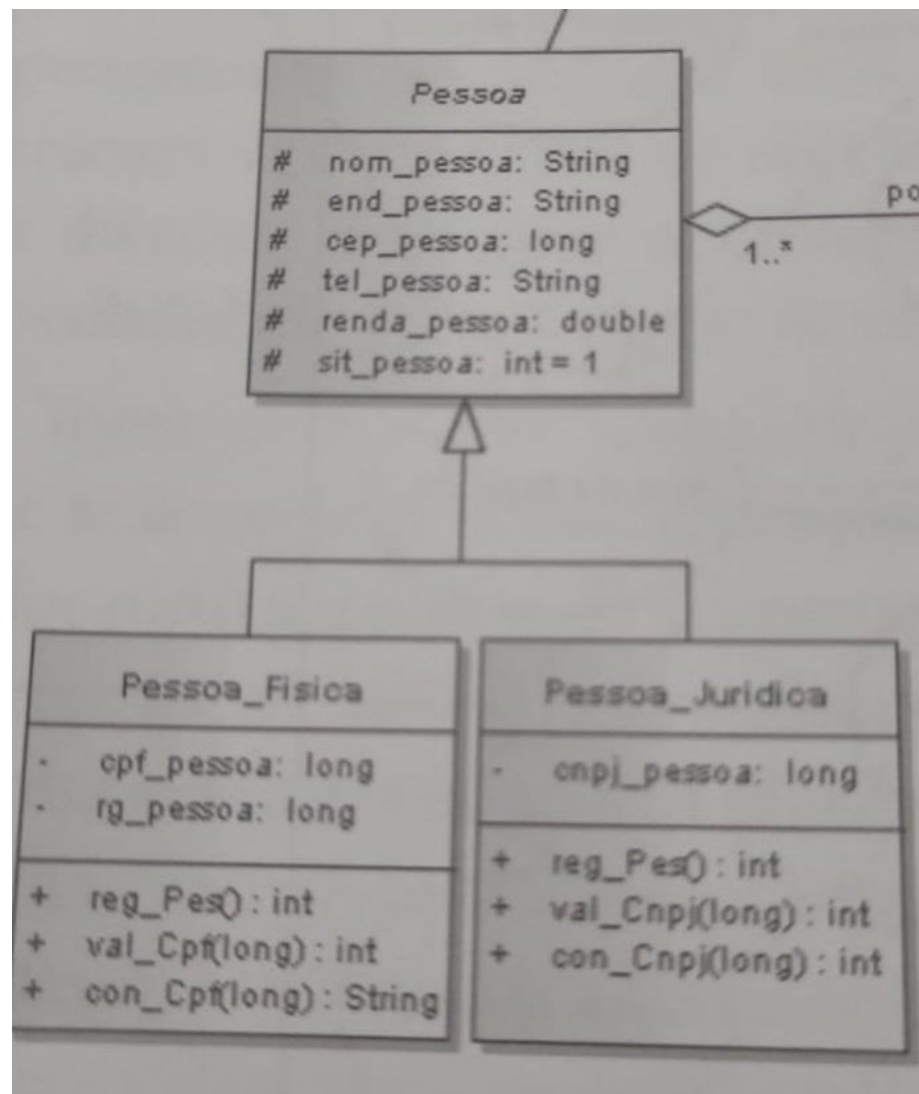 Pessoa
# nom_pessoa: String
# end_pessoa: String
# cep_pessoa: long
# tel_pessoa: String
# renda_pessoa: double
# sit_pessoa: int = 1
1..*
Pessoa_Fisica
- cpf_pessoa: long
- rg_pessoa: long
+ reg_Pes() : int
+ val_Cpf(long) : int
+ con_Cpf(long) : String
Pessoa_Juridica
- cnpj_pessoa: long
+ reg_Pes() : int
+ val_Cnpj(long) : int
+ con_Cnpj(long) : int